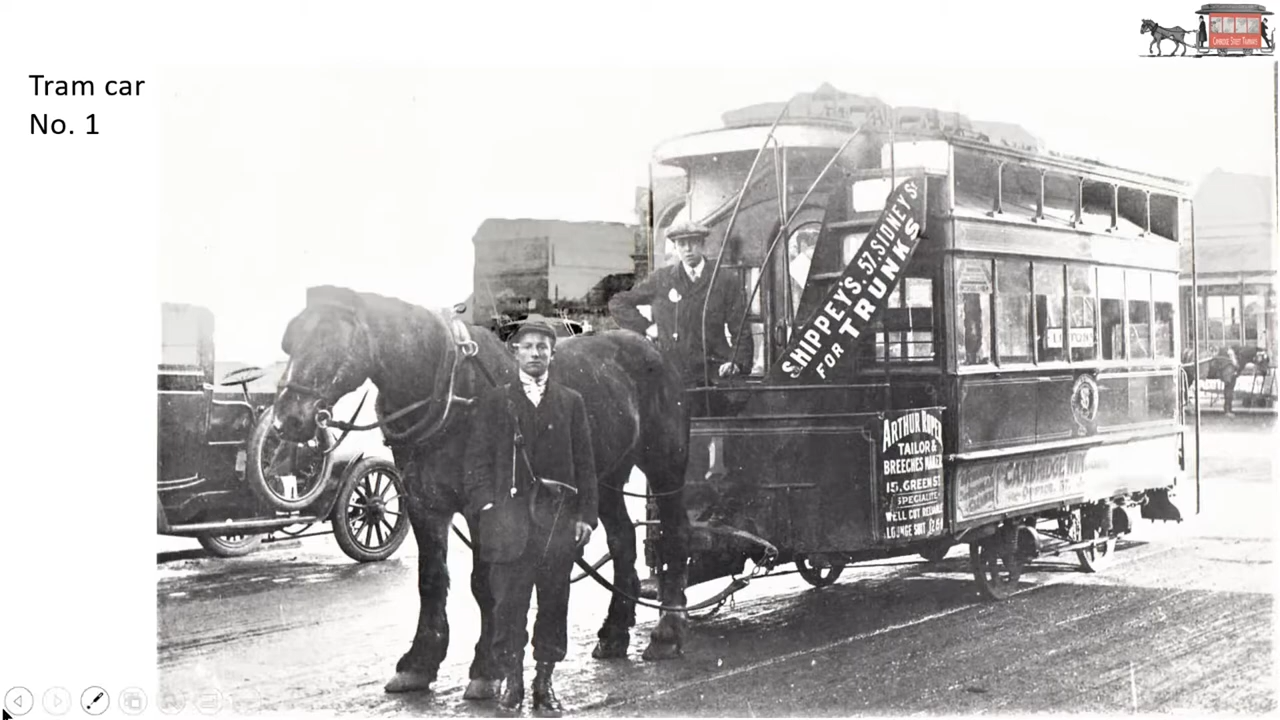 Tram car
No. 1
SHIPPEY'S. 57. SIDNEY St
FOR TRUNKS
ARTHUR ROPER
TAILOR &
BREECHES MAKER
15, GREEN ST
SPECIALITE
WELL CUT RELIABLE
LOUNGE SUIT